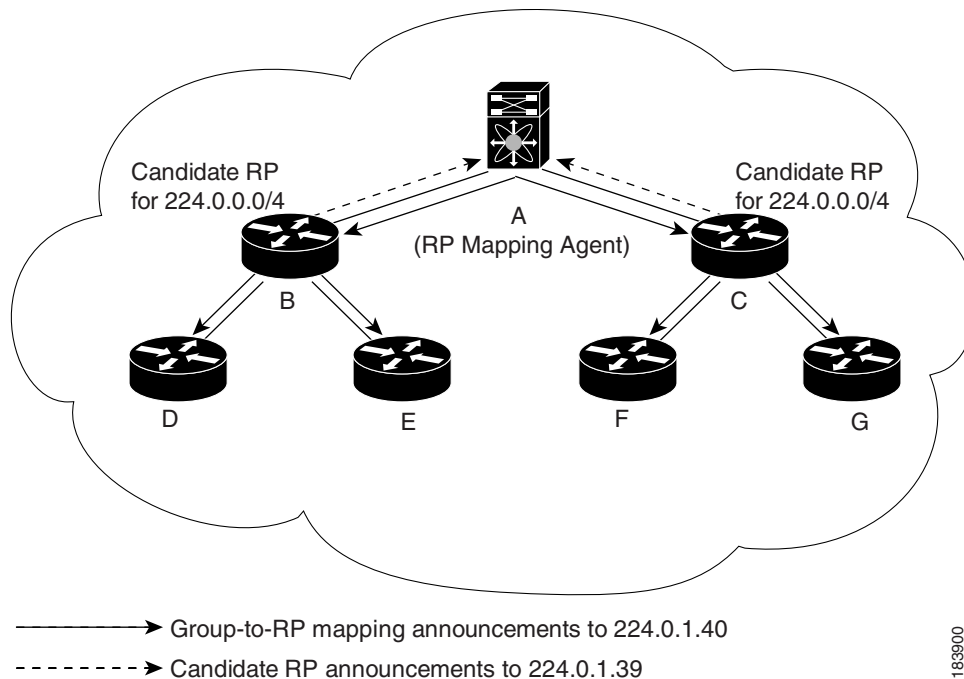 Candidate RP
for 224.0.0.0/4
Candidate RP
for 224.0.0.0/4
A
(RP Mapping Agent)
B
C
D
E
F
G
Group-to-RP mapping announcements to 224.0.1.40
Candidate RP announcements to 224.0.1.39
183900